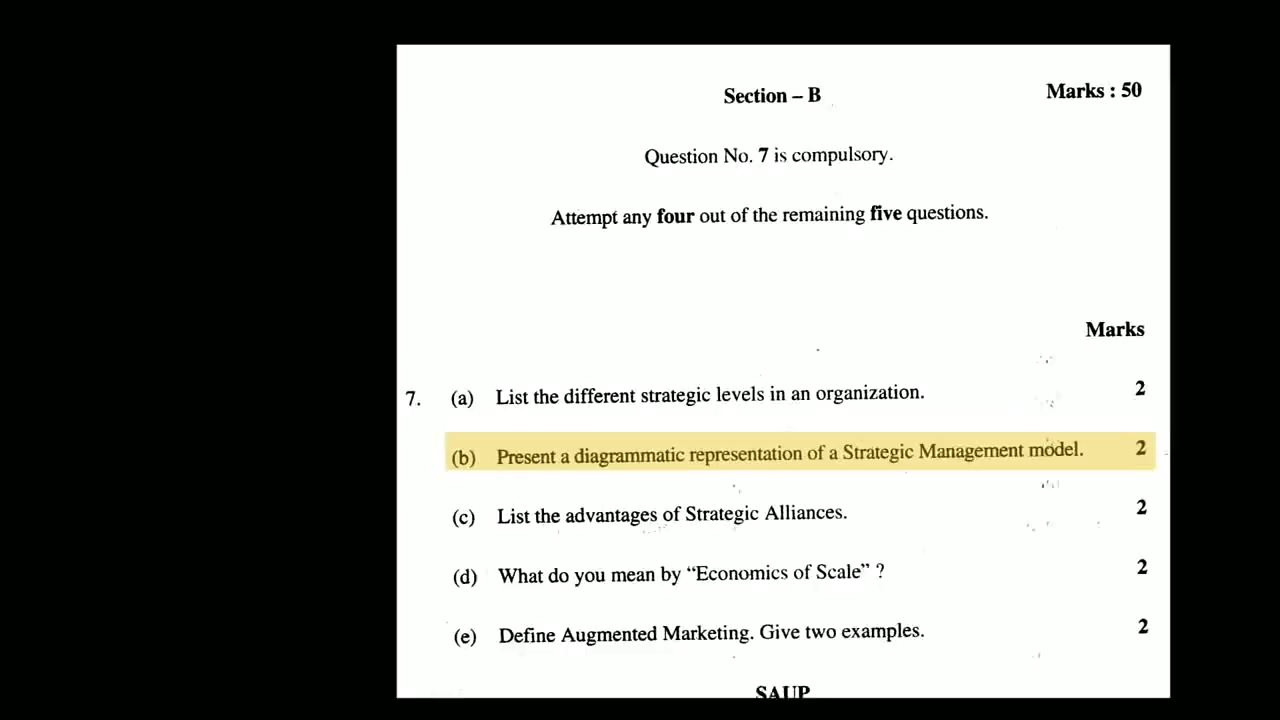 Section – B Marks : 50
Question No. 7 is compulsory.
Attempt any four out of the remaining five questions.
Marks
7. (a) List the different strategic levels in an organization. 2
(b) Present a diagrammatic representation of a Strategic Management model. 2
(c) List the advantages of Strategic Alliances. 2
(d) What do you mean by “Economics of Scale” ? 2
(e) Define Augmented Marketing. Give two examples. 2
SAUP